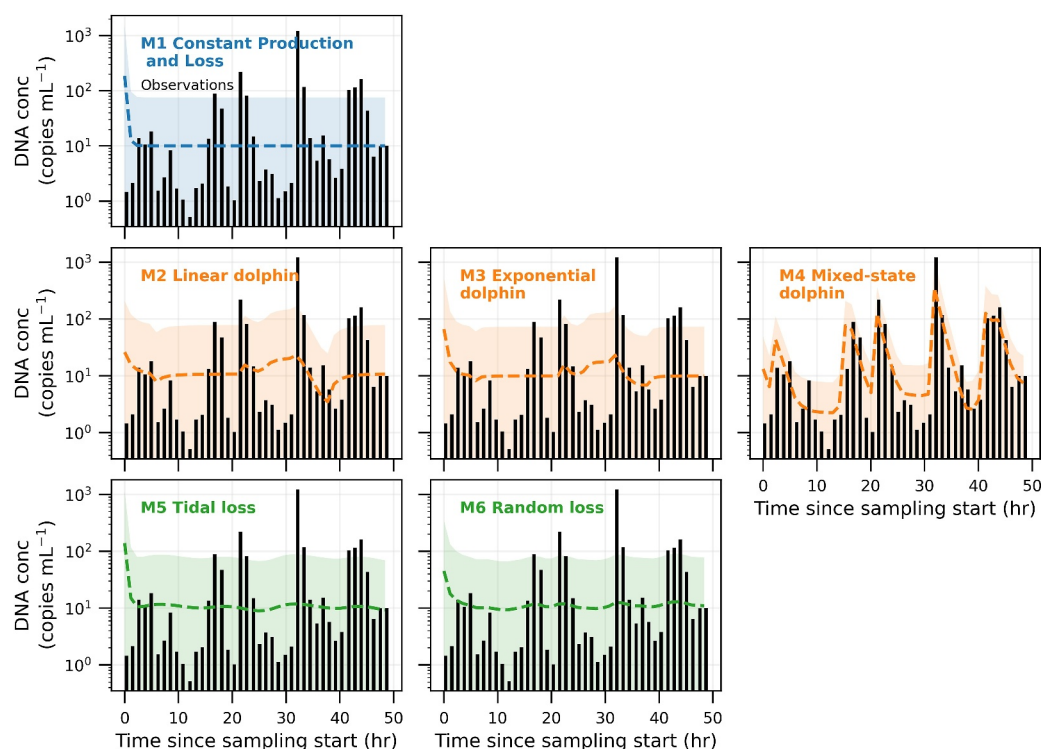 M1 Constant Production
and Loss
Observations
DNA conc
(copies mL⁻¹)
10³
10²
10¹
10⁰
M2 Linear dolphin
M3 Exponential
dolphin
M4 Mixed-state
dolphin
DNA conc
(copies mL⁻¹)
10³
10²
10¹
10⁰
0 10 20 30 40 50
Time since sampling start (hr)
M5 Tidal loss
M6 Random loss
DNA conc
(copies mL⁻¹)
10³
10²
10¹
10⁰
0 10 20 30 40 50
0 10 20 30 40 50
Time since sampling start (hr)
Time since sampling start (hr)